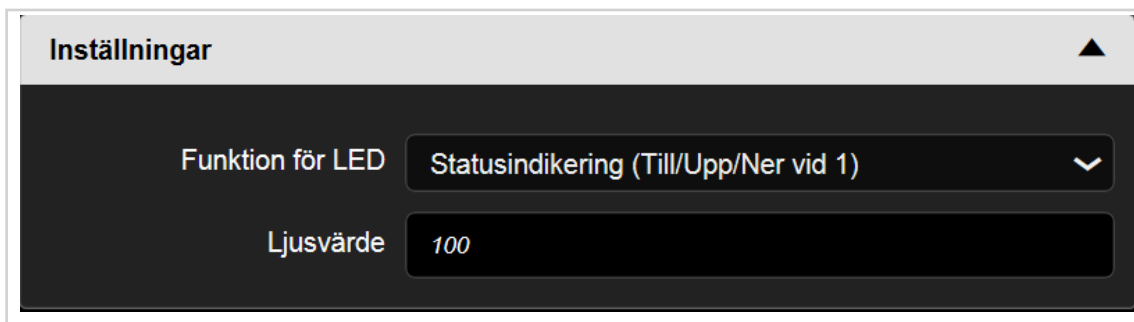 Inställningar
Funktion för LED Statusindikering (Till/Upp/Ner vid 1)
Ljusvärde 100